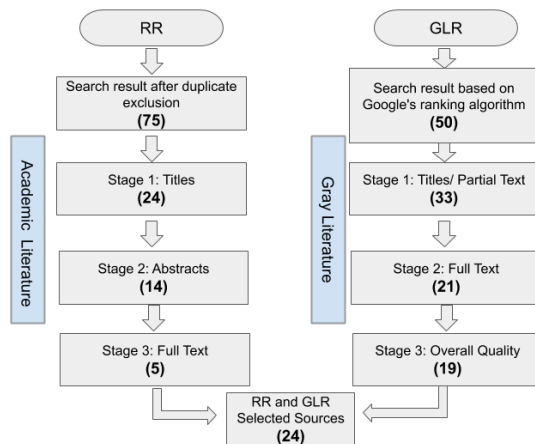 RR
Search result after duplicate
exclusion
(75)
Academic Literature
Stage 1: Titles
(24)
Stage 2: Abstracts
(14)
Stage 3: Full Text
(5)
GLR
Search result based on
Google's ranking algorithm
(50)
Gray Literature
Stage 1: Titles/ Partial Text
(33)
Stage 2: Full Text
(21)
Stage 3: Overall Quality
(19)
RR and GLR
Selected Sources
(24)